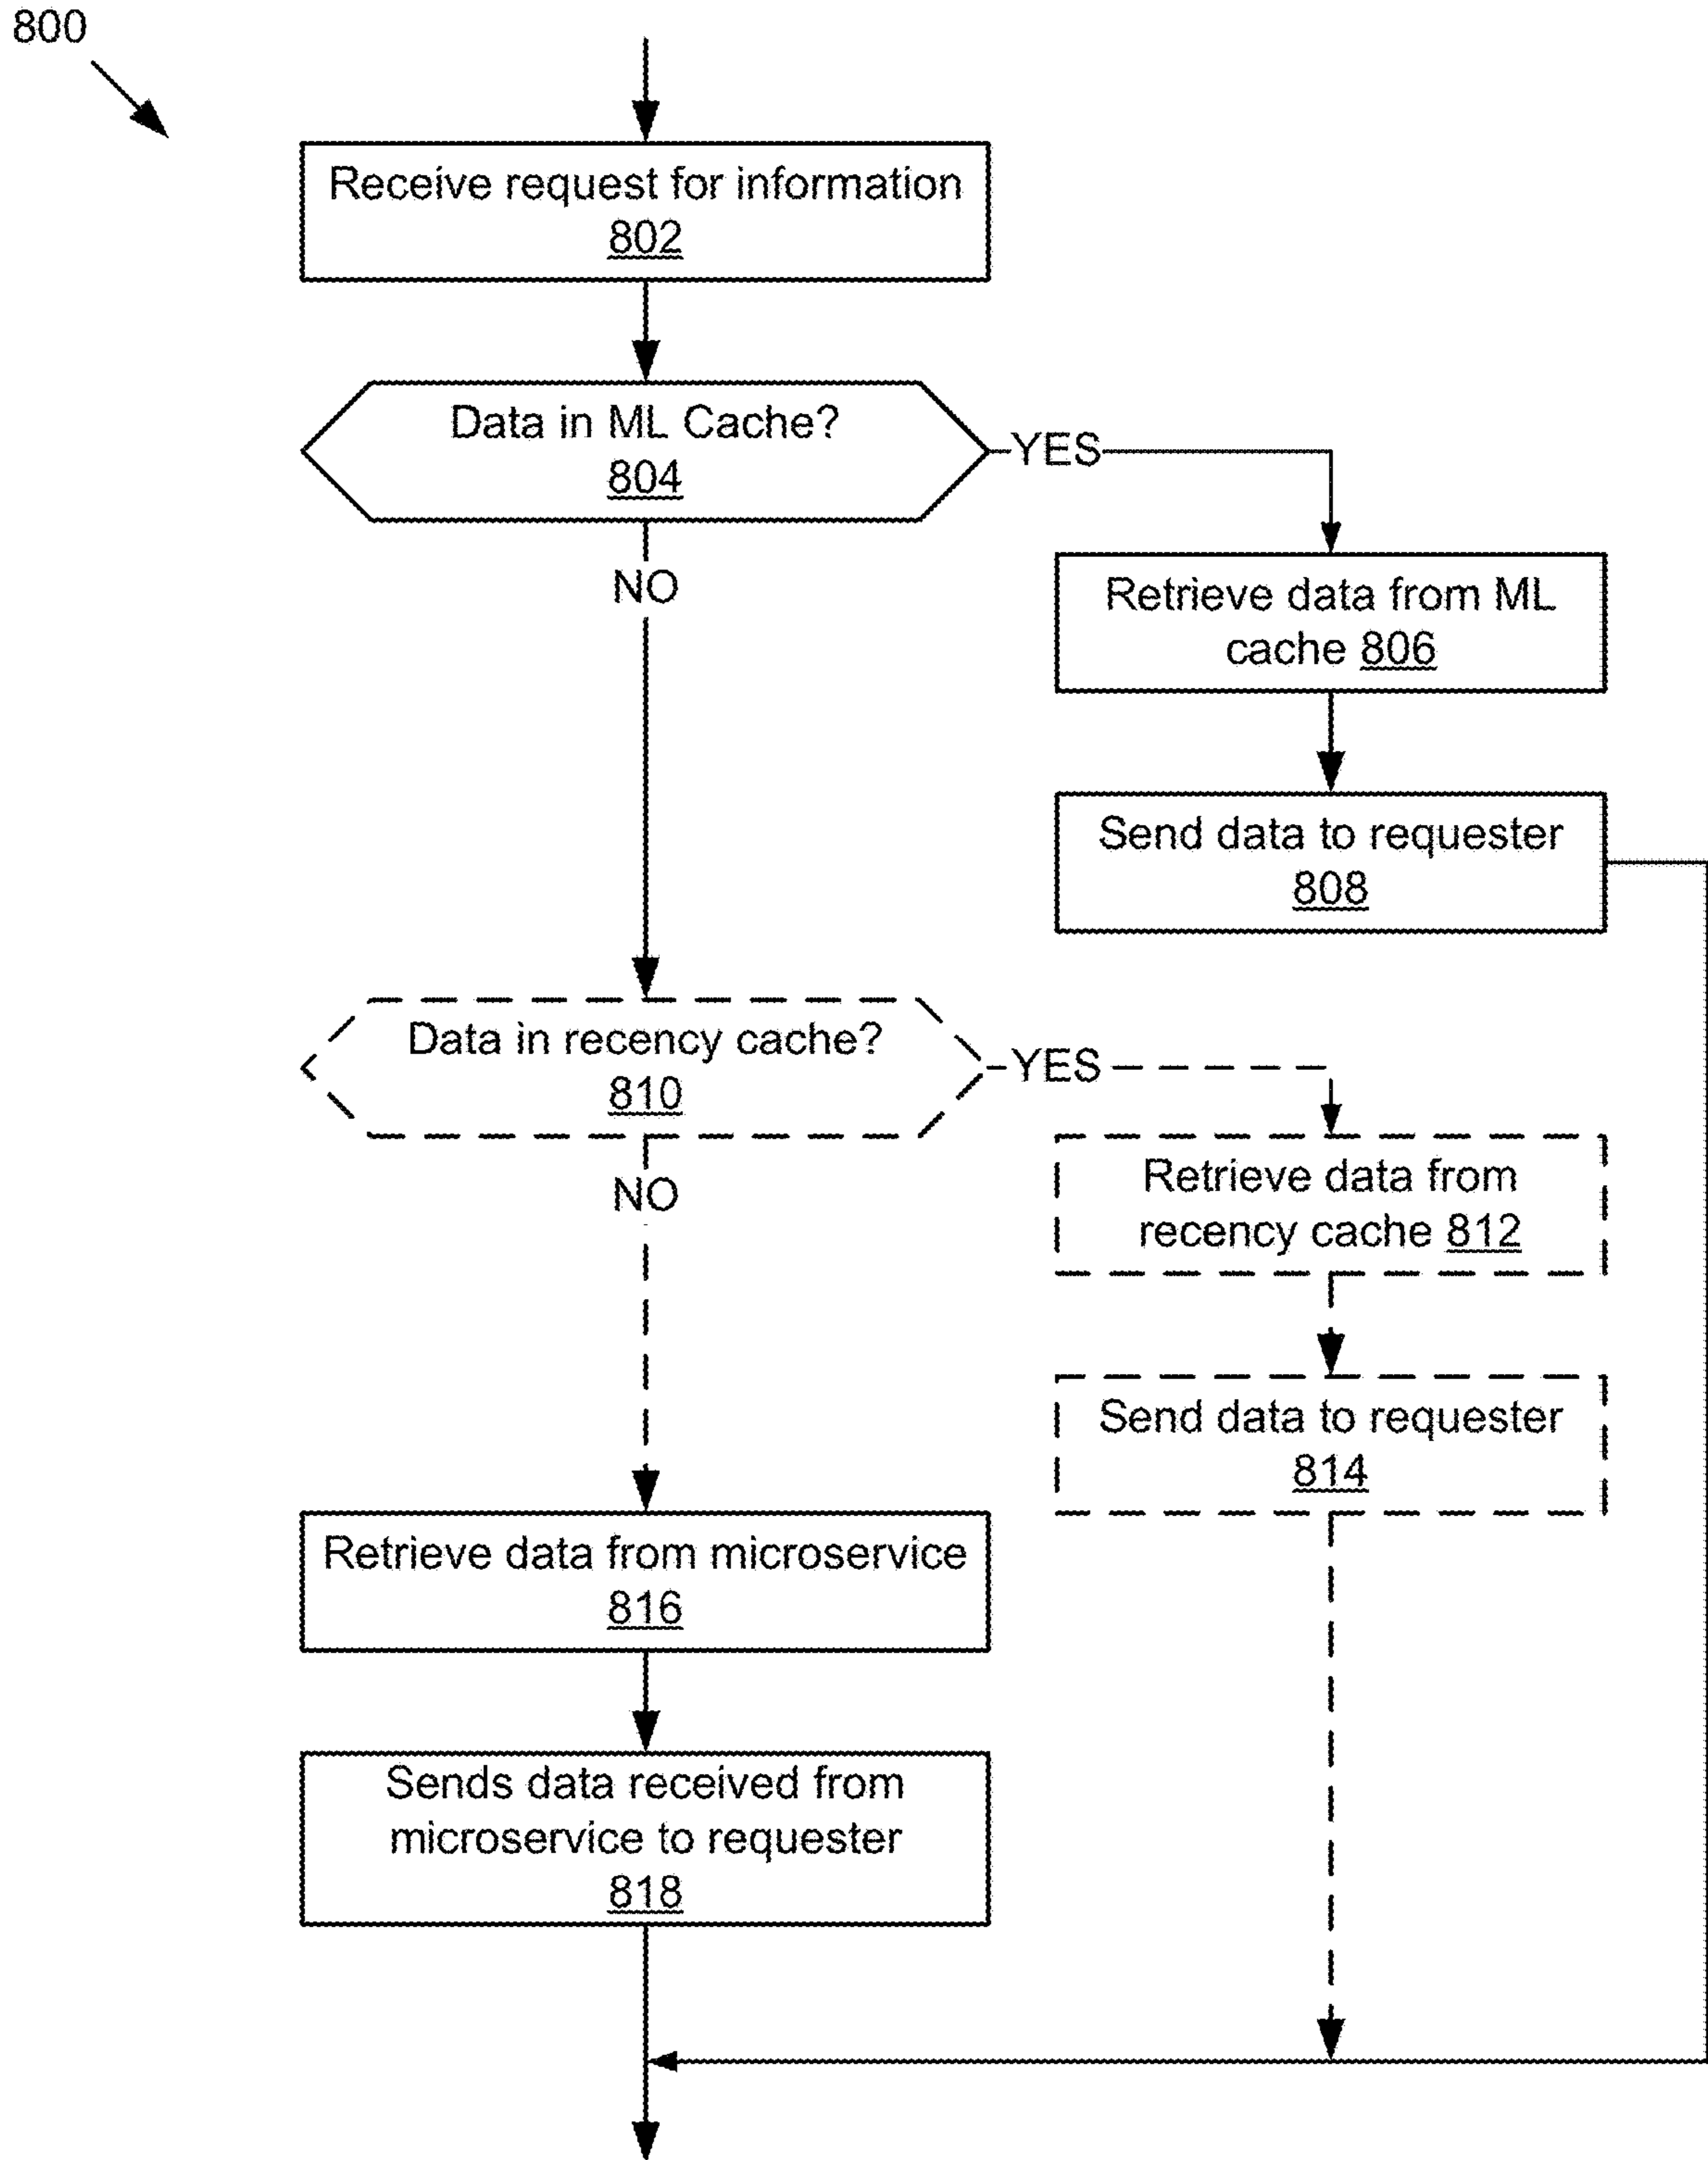 800
Receive request for information
802
Data in ML Cache?
804
YES
NO
Retrieve data from ML
cache 806
Send data to requester
808
Data in recency cache?
810
YES
NO
Retrieve data from
recency cache 812
Send data to requester
814
Retrieve data from microservice
816
Sends data received from
microservice to requester
818